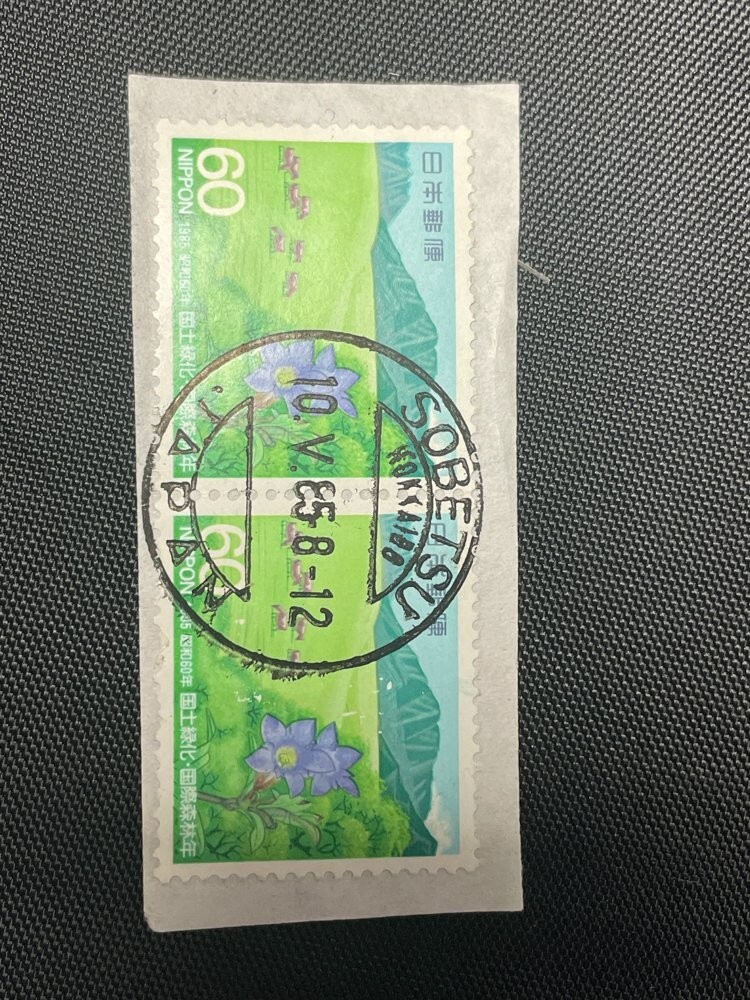 日本郵便
60
NIPPON 1985 昭和60年 国土緑化・国際森林年
日本郵便
60
NIPPON 1985 昭和60年 国土緑化・国際森林年
SOBETSU
HOKKAIDO
10.V.85.8-12
JAPAN